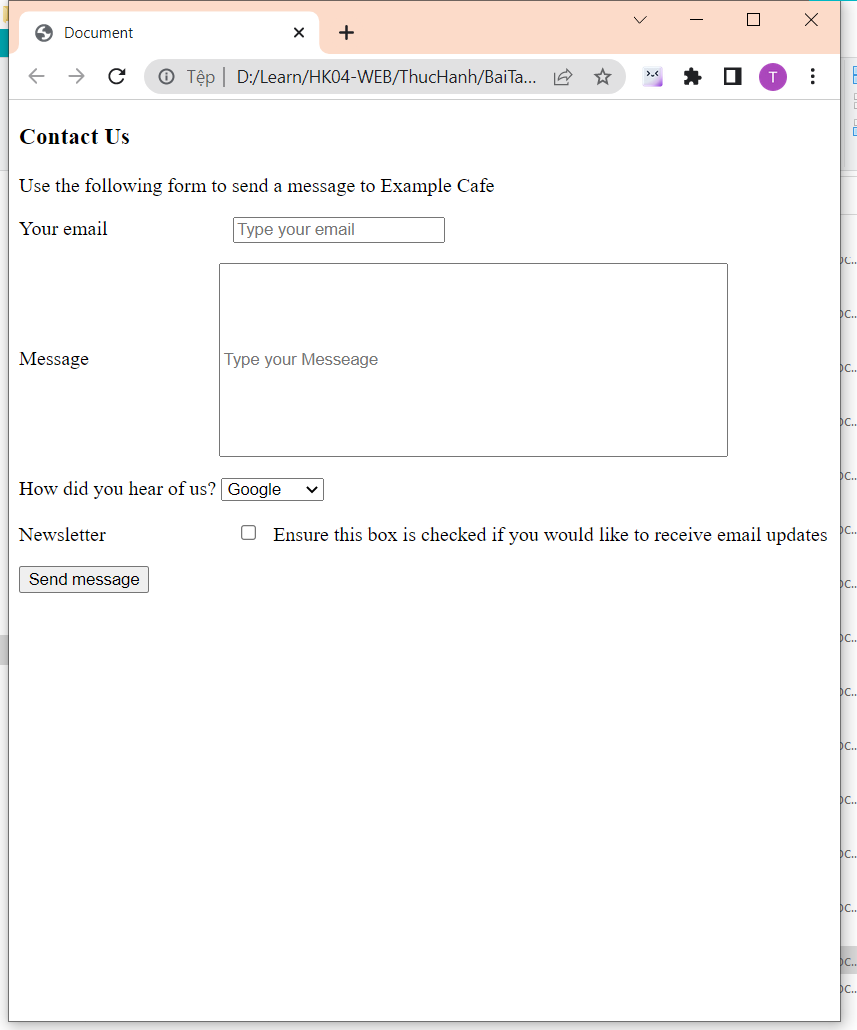 Document
Tệp | D:/Learn/HK04-WEB/ThucHanh/BaiTa...
T
Contact Us
Use the following form to send a message to Example Cafe
Your email Type your email
Message Type your Messeage
How did you hear of us? Google
Newsletter Ensure this box is checked if you would like to receive email updates
Send message